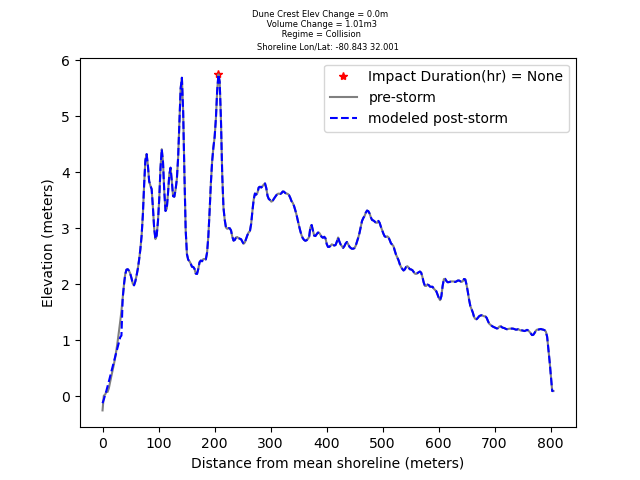 Dune Crest Elev Change = 0.0m
Volume Change = 1.01m3
Regime = Collision
Shoreline Lon/Lat: -80.843 32.001
Impact Duration(hr) = None
pre-storm
modeled post-storm
6
5
4
3
2
1
0
Elevation (meters)
0 100 200 300 400 500 600 700 800
Distance from mean shoreline (meters)